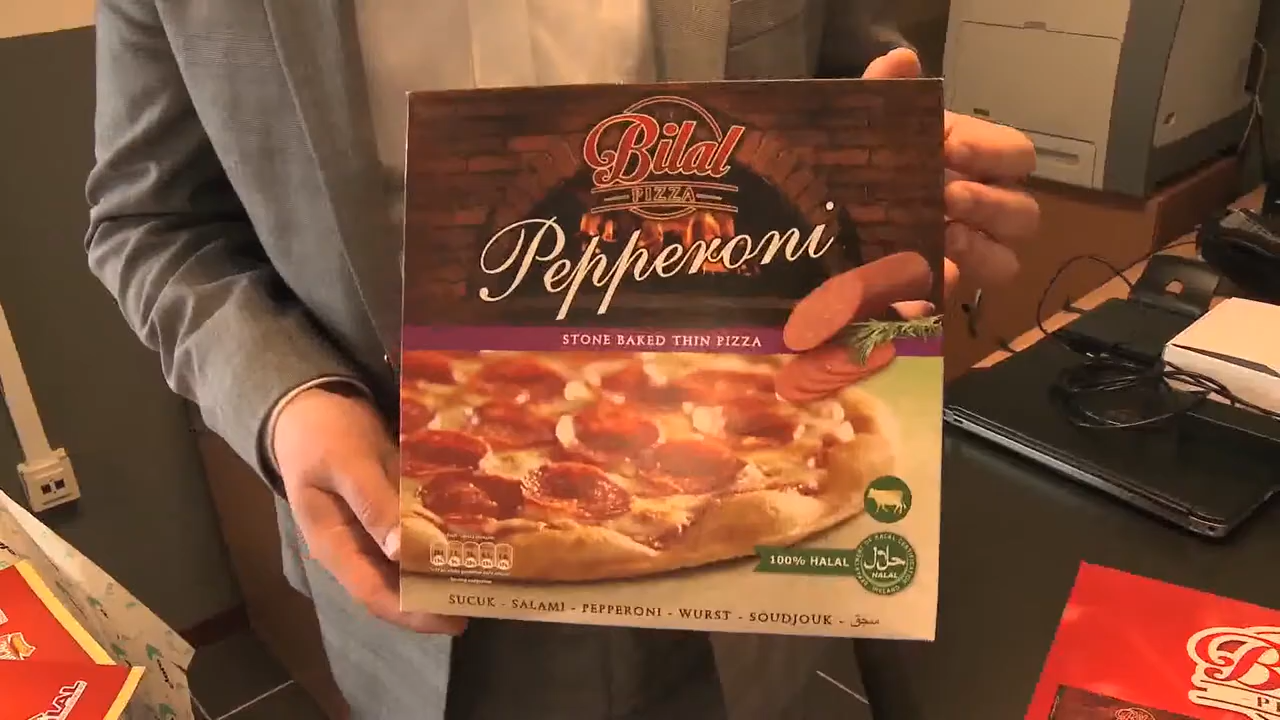 Bilal
PIZZA
Pepperoni
STONE BAKED THIN PIZZA
100% HALAL
حلال
HALAL
SUCUK - SALAMI - PEPPERONI - WURST - SOUDJOUK - سجق